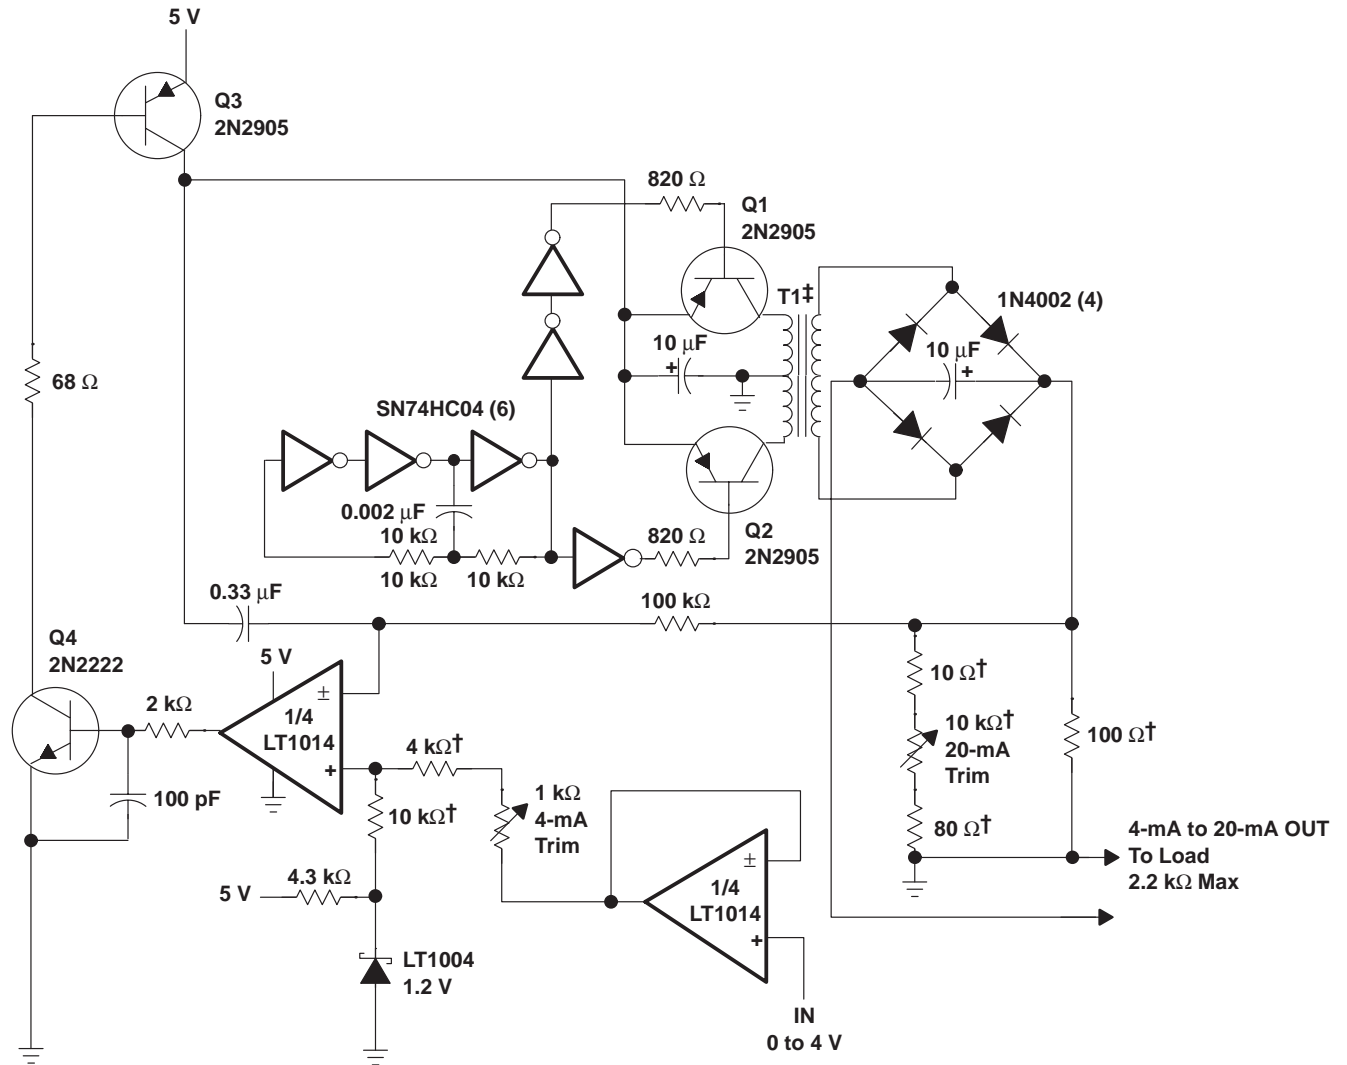 5 V
Q3
2N2905
820 Ω
Q1
2N2905
T1‡
1N4002 (4)
10 μF
+
10 μF
+
68 Ω
SN74HC04 (6)
0.002 μF
10 kΩ
10 kΩ
10 kΩ
820 Ω
Q2
2N2905
0.33 μF
100 kΩ
Q4
2N2222
5 V
±
2 kΩ
1/4
LT1014
+
10 Ω†
10 kΩ†
20-mA
Trim
100 Ω†
4 kΩ†
100 pF
10 kΩ†
1 kΩ
4-mA
Trim
80 Ω†
4-mA to 20-mA OUT
To Load
2.2 kΩ Max
±
1/4
LT1014
+
4.3 kΩ
5 V
LT1004
1.2 V
IN
0 to 4 V